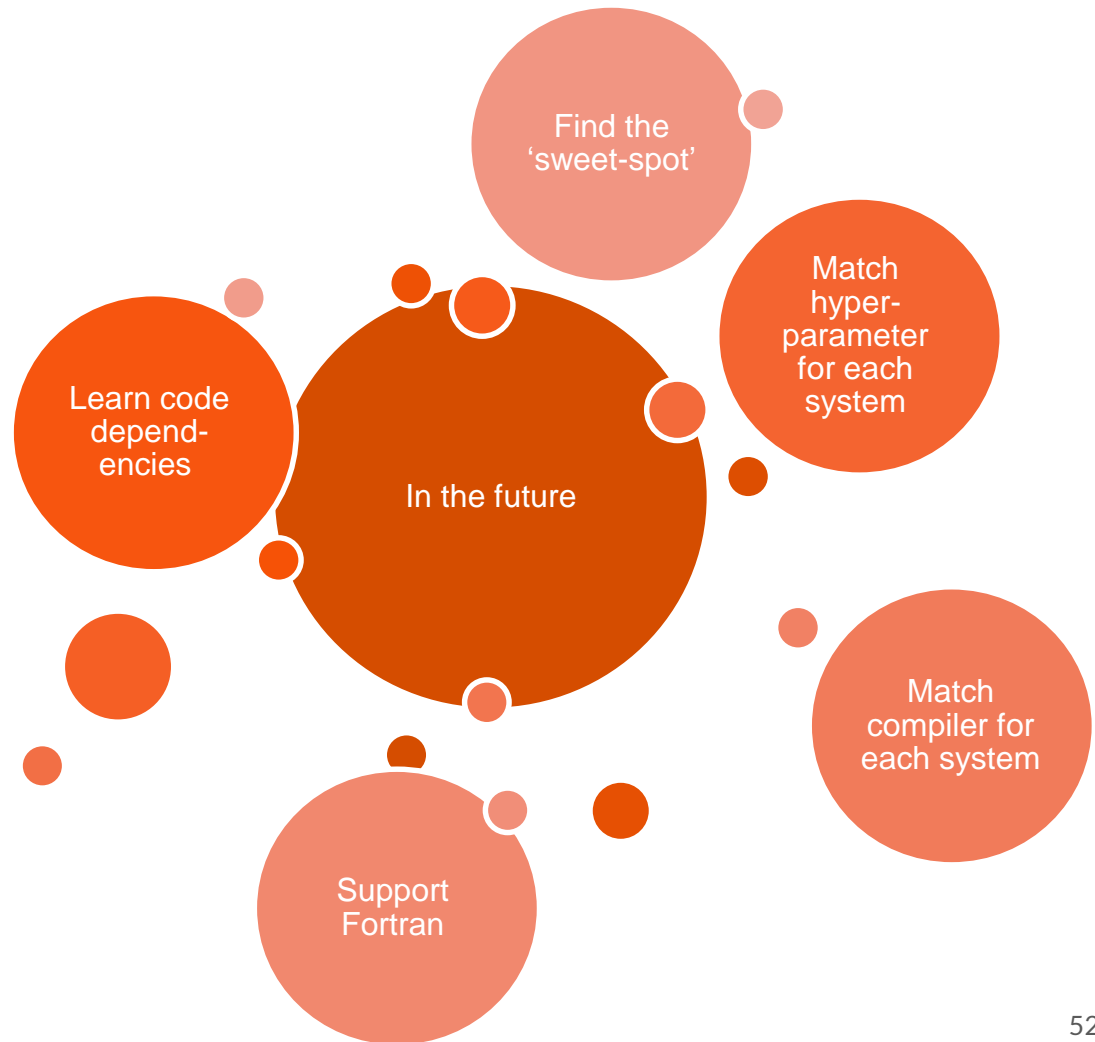 Find the
‘sweet-spot’
Match
hyper-
parameter
for each
system
Learn code
depend-
encies
In the future
Match
compiler for
each system
Support
Fortran
52